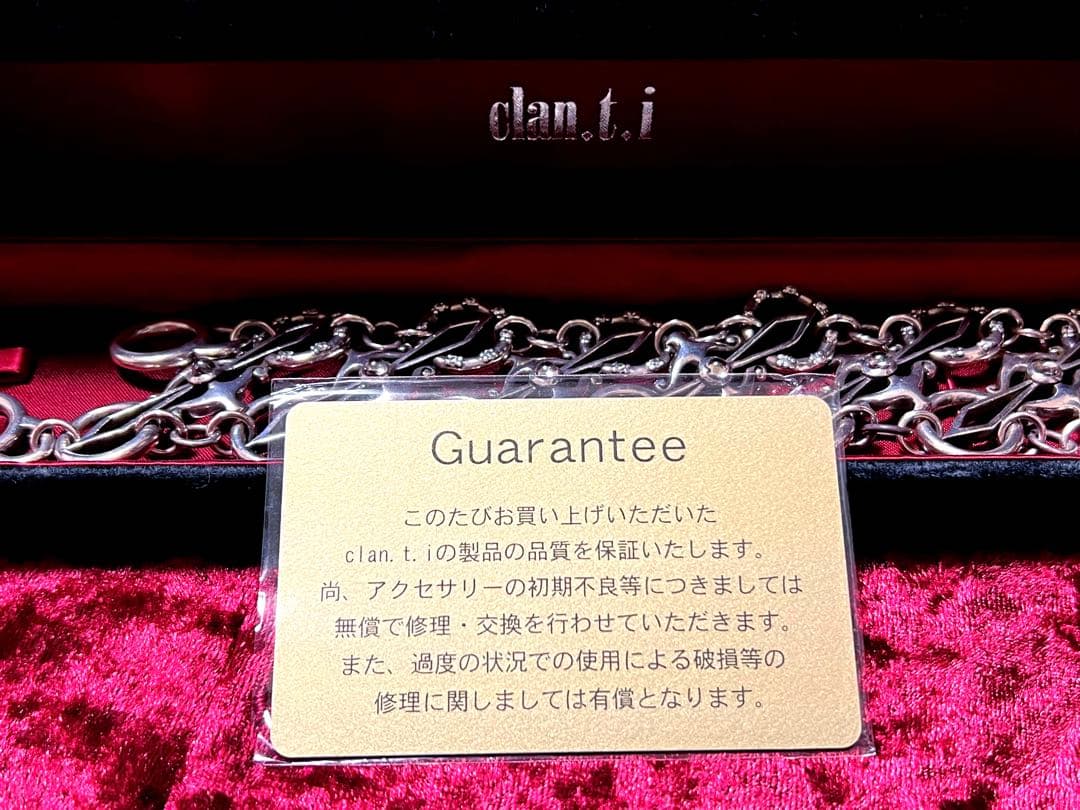 clan.t.i
Guarantee
このたびお買い上げいただいた
clan.t.iの製品の品質を保証いたします。
尚、アクセサリーの初期不良等につきましては
無償で修理・交換を行わせていただきます。
また、過度の状況での使用による破損等の
修理に関しましては有償となります。